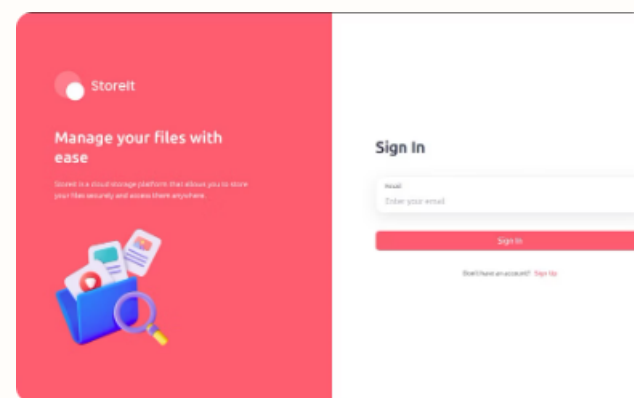 StoreIt
Manage your files with
ease
StoreIt is a cloud storage platform that allows you to store
your files securely and access them anywhere.
Sign In
Email
Enter your email
Sign In
Don't have an account? Sign Up